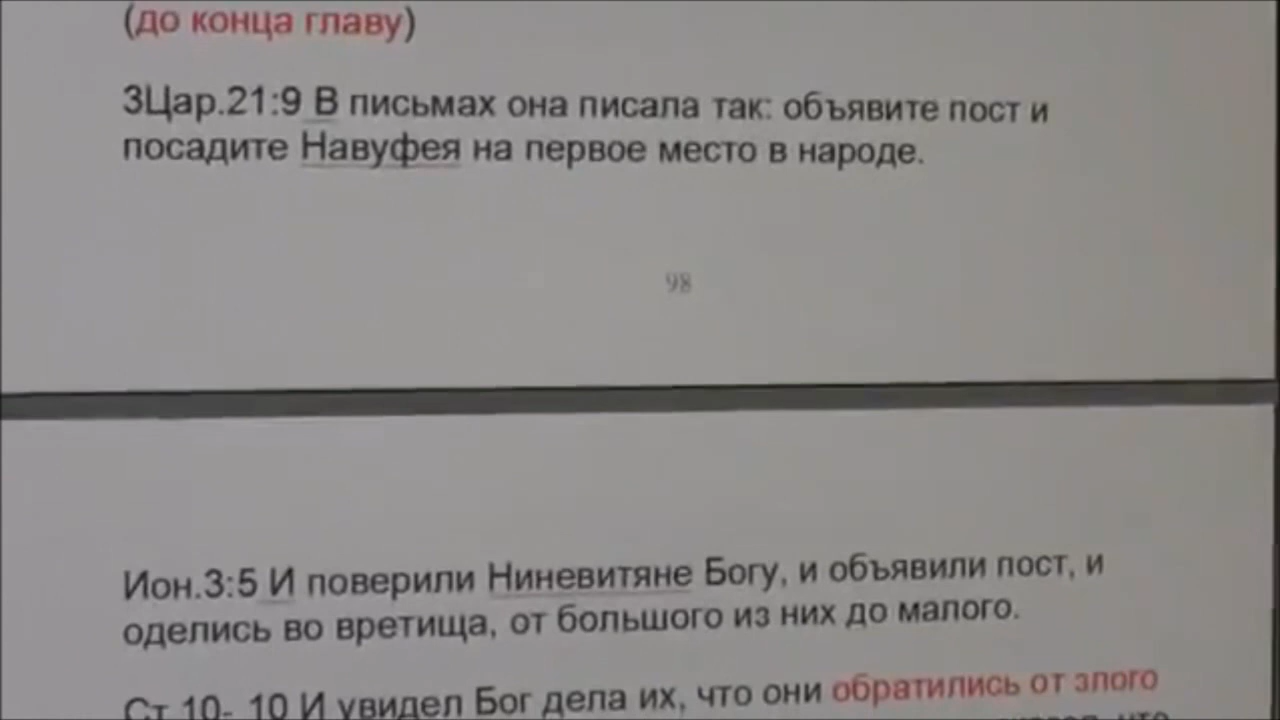 (до конца главу)
3Цар.21:9 В письмах она писала так: объявите пост и
посадите Навуфея на первое место в народе.
98
Ион.3:5 И поверили Ниневитяне Богу, и объявили пост, и
оделись во вретища, от большого из них до малого.
Ст 10- 10 И увидел Бог дела их, что они обратились от злого
что